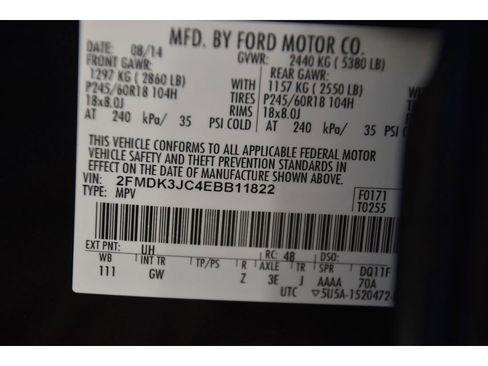 MFD. BY FORD MOTOR CO.
DATE: 08/14 GVWR: 2440 KG ( 5380 LB)
FRONT GAWR: REAR GAWR:
1297 KG ( 2860 LB) WITH 1157 KG ( 2550 LB) WITH
P245/60R18 104H TIRES P245/60R18 104H TIRES
18x8.0J RIMS 18x8.0J
AT 240 kPa/ 35 PSI COLD AT 240 kPa/ 35 PSI COLD
THIS VEHICLE CONFORMS TO ALL APPLICABLE FEDERAL MOTOR
VEHICLE SAFETY AND THEFT PREVENTION STANDARDS IN
EFFECT ON THE DATE OF MANUFACTURE SHOWN ABOVE.
VIN: 2FMDK3JC4EBB11822
TYPE: MPV F0171
T0255
EXT PNT: UH RC: 48 DSO:
WB INT TR TP/PS R AXLE TR SPR DQ11F
111 GW Z 3E J AAAA 70A
UTC ▽5U5A-1520472